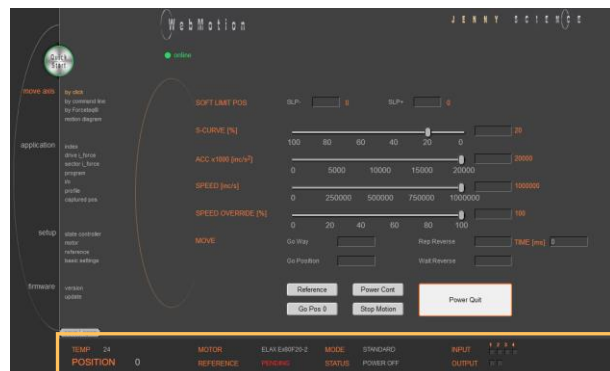 WebMotion
JENNY SCIENCE
Quick
Start
online
move axis
by click
by command line
by Forceteq®
motion diagram
application
index
drive i_force
sector i_force
program
i/o
profile
captured pos
setup
state controller
motor
reference
basic settings
firmware
version
update
SOFT LIMIT POS SLP- 0 SLP+ 0
S-CURVE [%] 20
100 80 60 40 20 0
ACC x1000 [inc/s²] 20000
0 5000 10000 15000 20000
SPEED [inc/s] 1000000
0 250000 500000 750000 1000000
SPEED OVERRIDE [%] 100
0 20 40 60 80 100
MOVE Go Way Rep Reverse TIME [ms] 0
Go Position Wait Reverse
Reference Power Cont Power Quit
Go Pos 0 Stop Motion
TEMP 24 MOTOR ELAX Ex80F20-2 MODE STANDARD INPUT 1 2 3 4
POSITION 0 REFERENCE PENDING STATUS POWER OFF OUTPUT